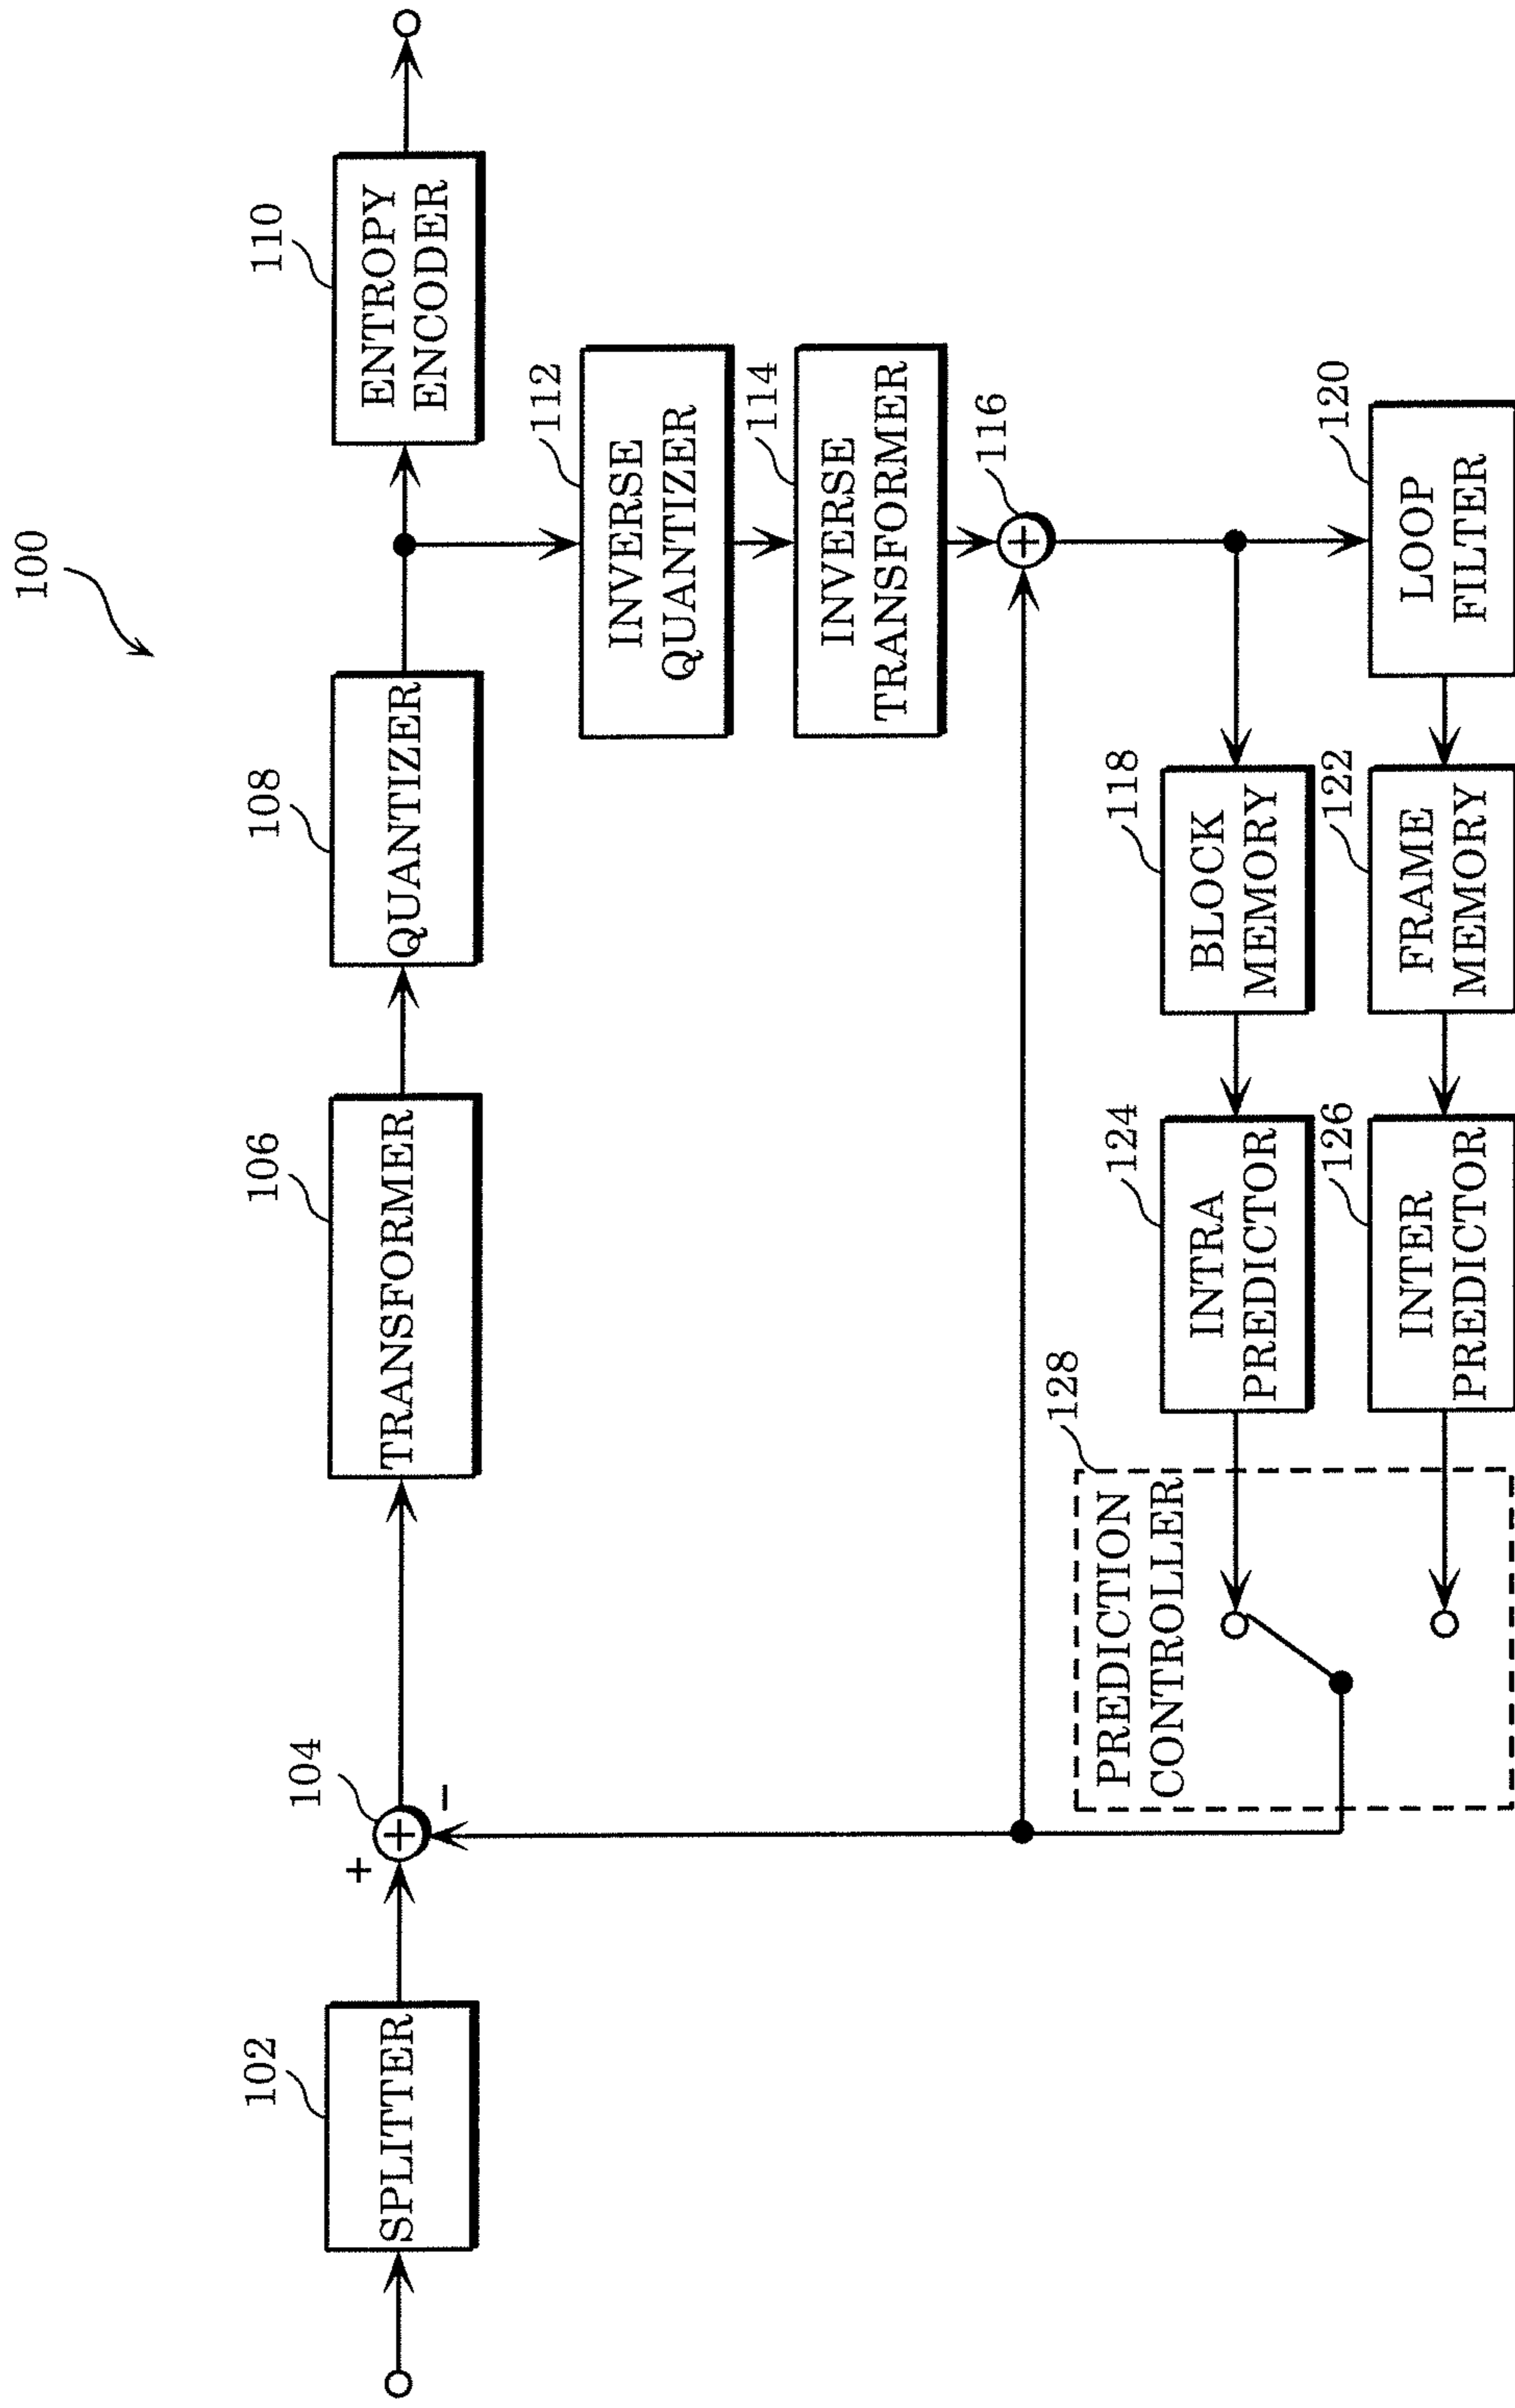 100
102
SPLITTER
104
+
−
+
106
TRANSFORMER
108
QUANTIZER
110
ENTROPY
ENCODER
112
INVERSE
QUANTIZER
114
INVERSE
TRANSFORMER
116
+
128
PREDICTION
CONTROLLER
124
INTRA
PREDICTOR
118
BLOCK
MEMORY
126
INTER
PREDICTOR
122
FRAME
MEMORY
120
LOOP
FILTER